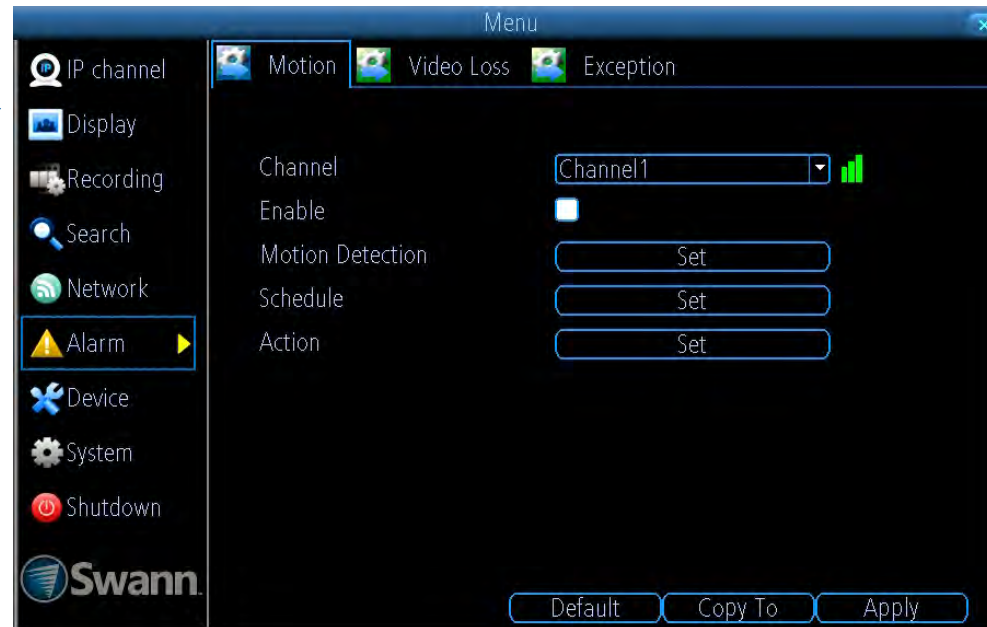 Menu
IP channel
Display
Recording
Search
Network
Alarm
Device
System
Shutdown
Swann
Motion Video Loss Exception
Channel Channel1
Enable
Motion Detection Set
Schedule Set
Action Set
Default Copy To Apply